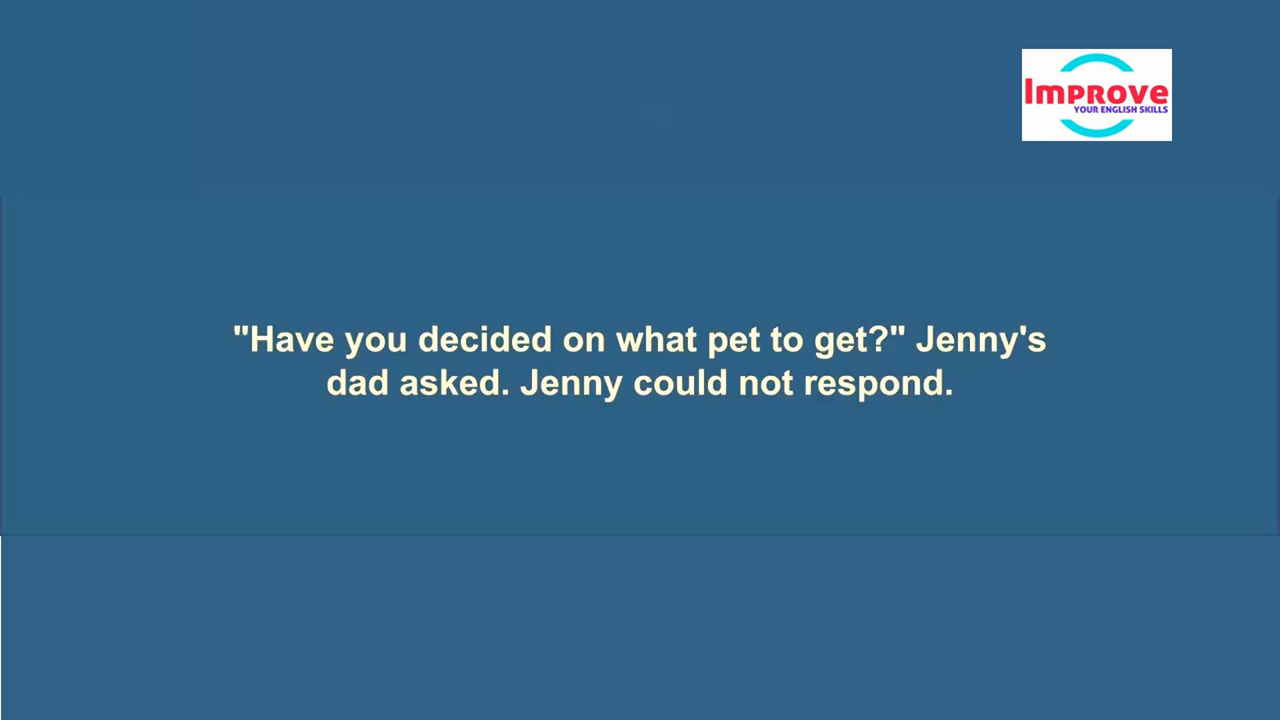 Improve
YOUR ENGLISH SKILLS
"Have you decided on what pet to get?" Jenny's
dad asked. Jenny could not respond.